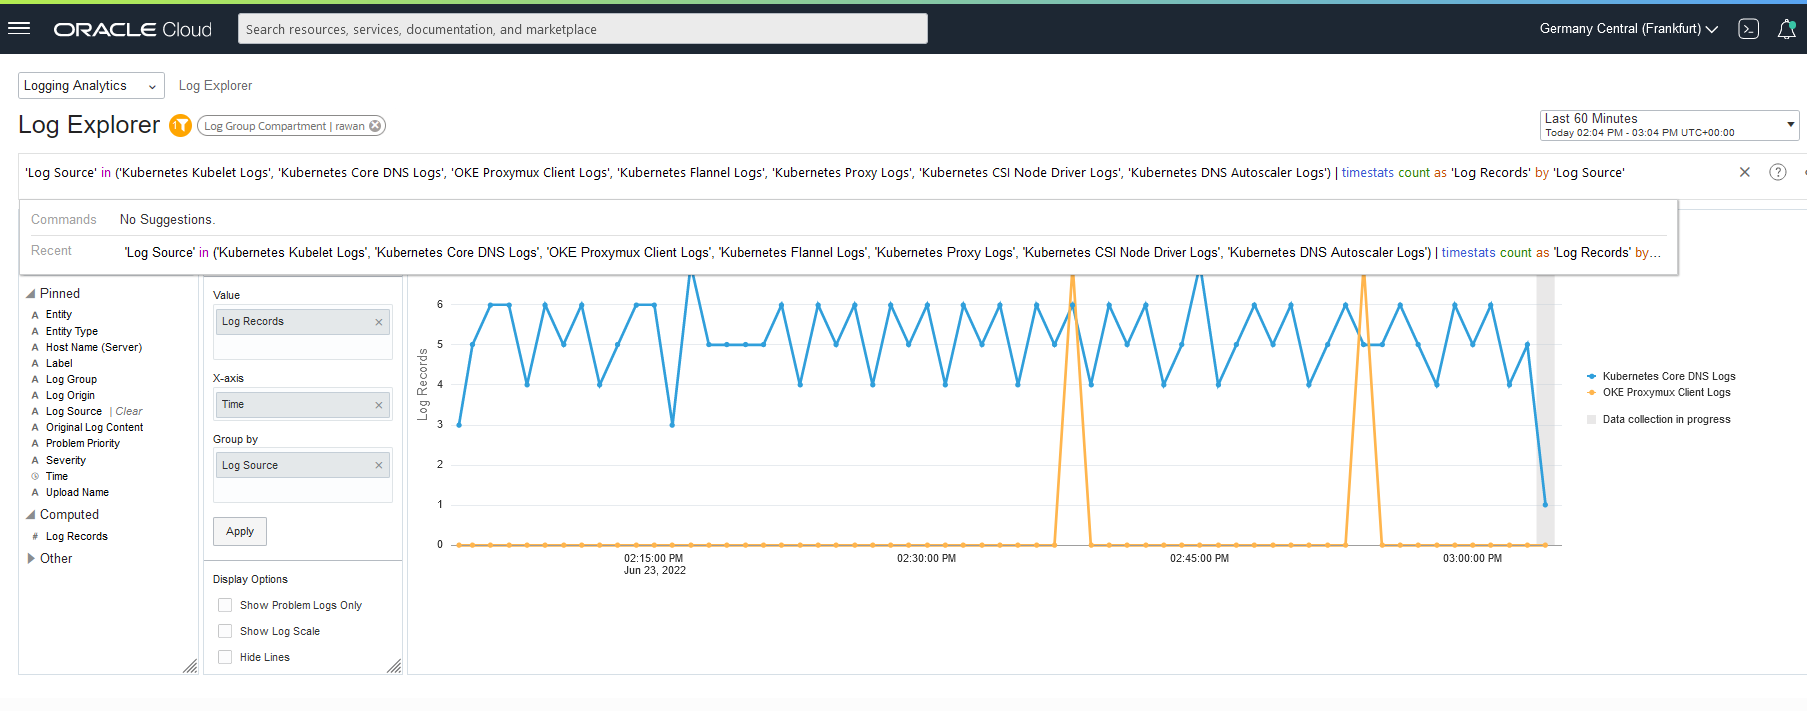 ORACLE Cloud
Search resources, services, documentation, and marketplace
Germany Central (Frankfurt)
Logging Analytics
Log Explorer
Log Explorer
Log Group Compartment | rawan
Last 60 Minutes
Today 02:04 PM - 03:04 PM UTC+00:00
'Log Source' in ('Kubernetes Kubelet Logs', 'Kubernetes Core DNS Logs', 'OKE Proxymux Client Logs', 'Kubernetes Flannel Logs', 'Kubernetes Proxy Logs', 'Kubernetes CSI Node Driver Logs', 'Kubernetes DNS Autoscaler Logs') | timestats count as 'Log Records' by 'Log Source'
Commands
No Suggestions.
Recent
'Log Source' in ('Kubernetes Kubelet Logs', 'Kubernetes Core DNS Logs', 'OKE Proxymux Client Logs', 'Kubernetes Flannel Logs', 'Kubernetes Proxy Logs', 'Kubernetes CSI Node Driver Logs', 'Kubernetes DNS Autoscaler Logs') | timestats count as 'Log Records' by...
Pinned
A Entity
A Entity Type
A Host Name (Server)
A Label
A Log Group
A Log Origin
A Log Source | Clear
A Original Log Content
A Problem Priority
A Severity
Time
A Upload Name
Computed
# Log Records
Other
Value
Log Records
X-axis
Time
Group by
Log Source
Apply
Display Options
Show Problem Logs Only
Show Log Scale
Hide Lines
Log Records
6
5
4
3
2
1
0
02:15:00 PM
Jun 23, 2022
02:30:00 PM
02:45:00 PM
03:00:00 PM
Kubernetes Core DNS Logs
OKE Proxymux Client Logs
Data collection in progress